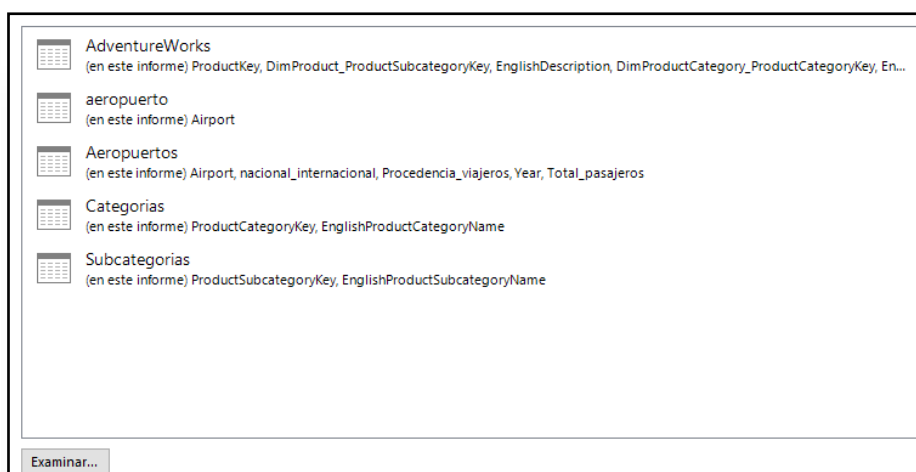 AdventureWorks
(en este informe) ProductKey, DimProduct_ProductSubcategoryKey, EnglishDescription, DimProductCategory_ProductCategoryKey, En...
aeropuerto
(en este informe) Airport
Aeropuertos
(en este informe) Airport, nacional_internacional, Procedencia_viajeros, Year, Total_pasajeros
Categorias
(en este informe) ProductCategoryKey, EnglishProductCategoryName
Subcategorias
(en este informe) ProductSubcategoryKey, EnglishProductSubcategoryName
Examinar...